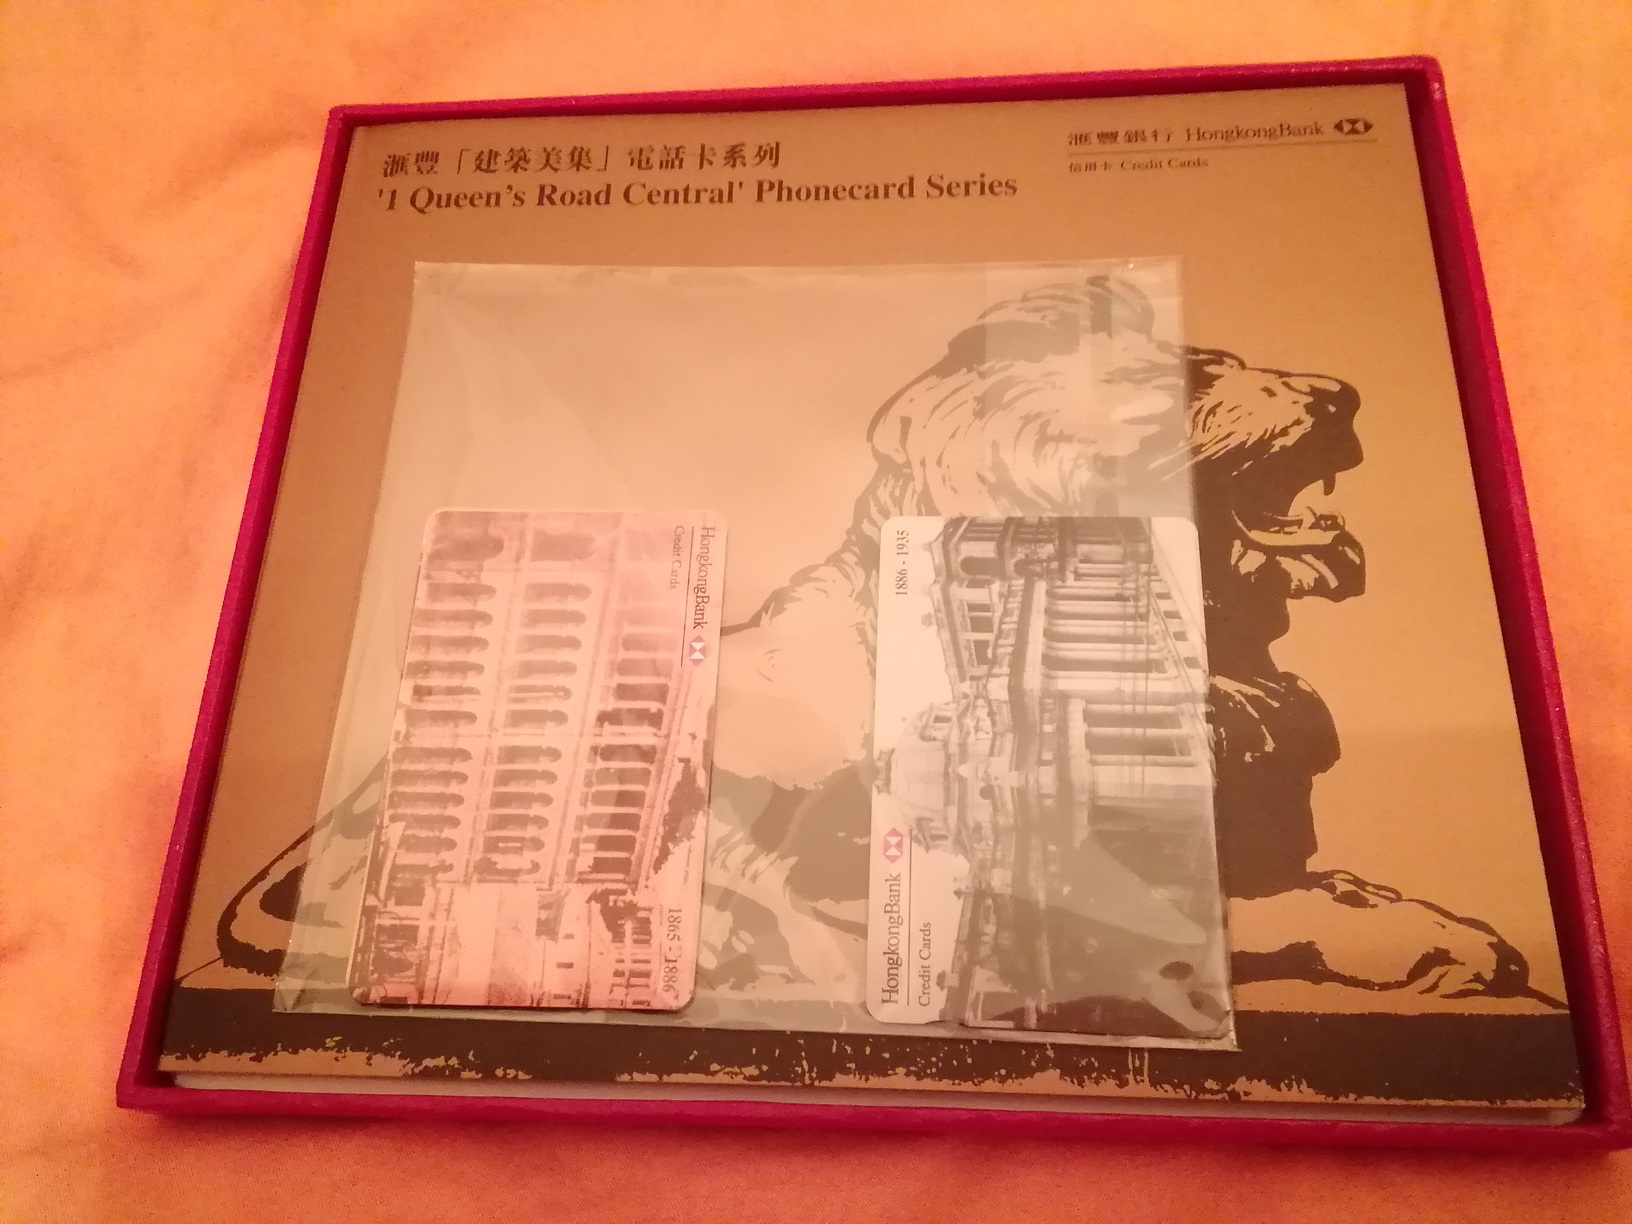 滙豐「建築美集」電話卡系列
'1 Queen's Road Central' Phonecard Series
滙豐銀行 HongkongBank
信用卡 Credit Cards
HongkongBank
Credit Cards
1865 - 1886
1886 - 1935
HongkongBank
Credit Cards